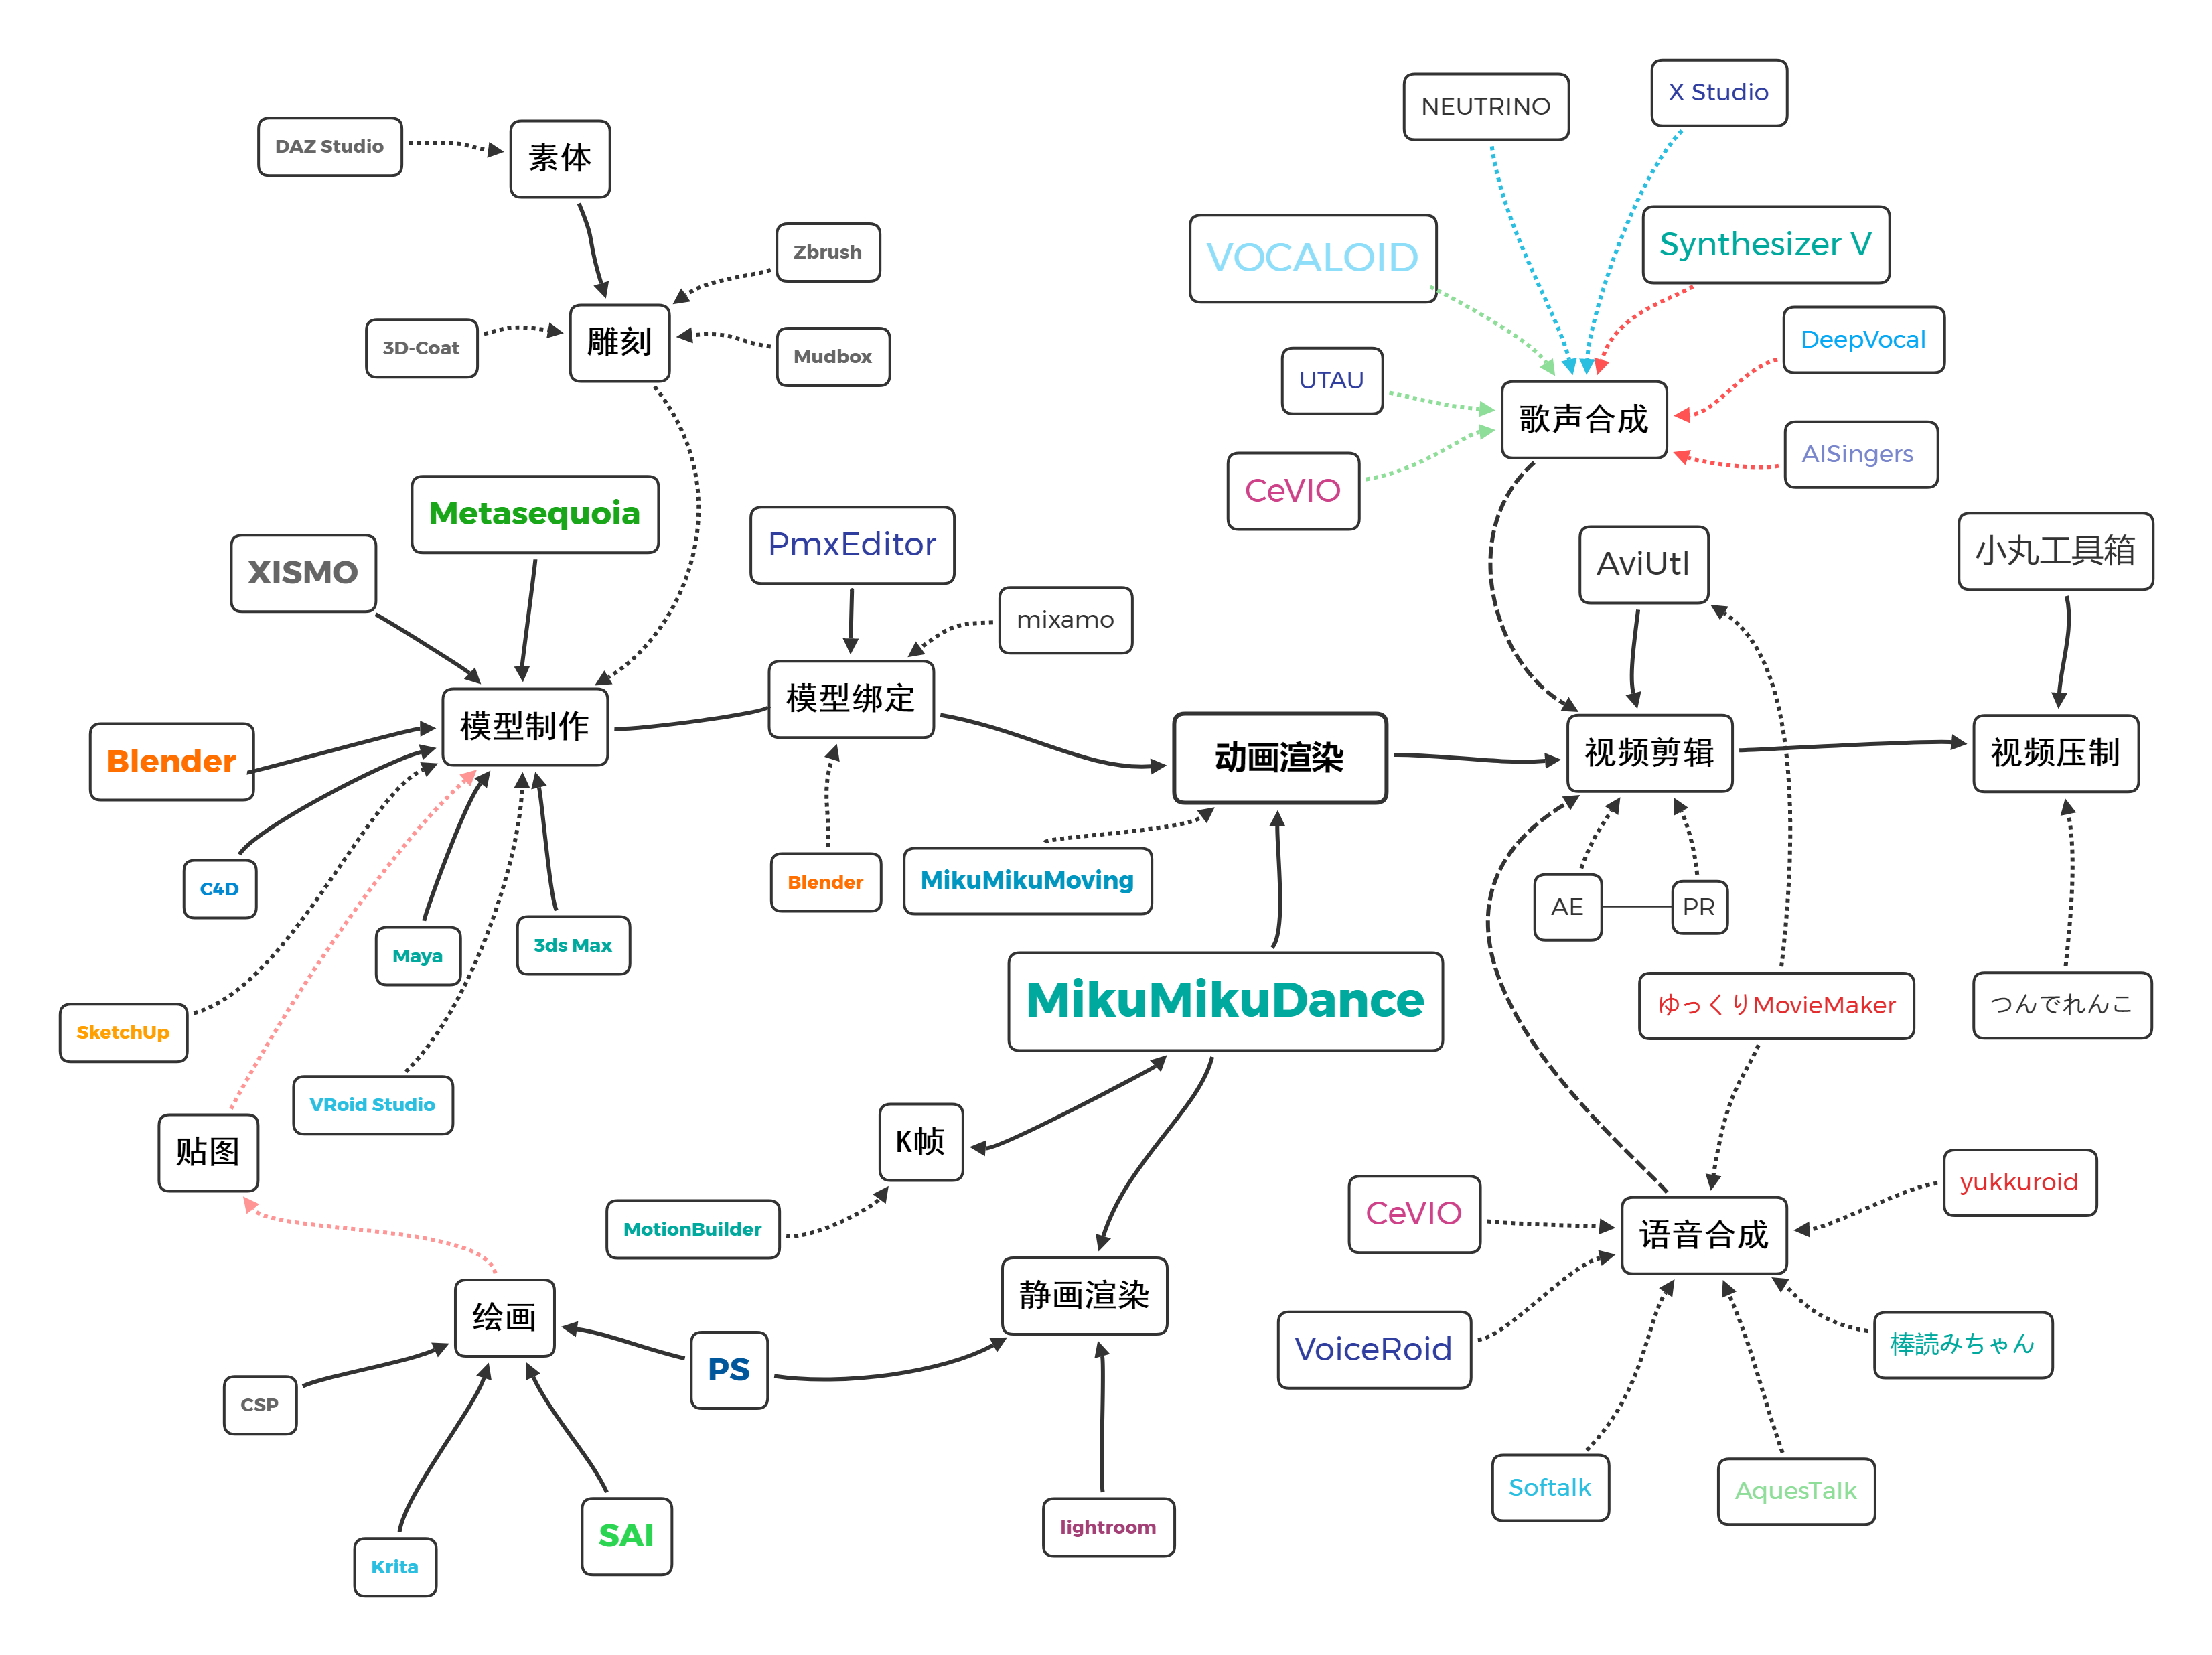 X Studio
NEUTRINO
DAZ Studio
素体
VOCALOID
Synthesizer V
Zbrush
3D-Coat
雕刻
Mudbox
DeepVocal
UTAU
歌声合成
AISingers
CeVIO
Metasequoia
PmxEditor
XISMO
AviUtl
小丸工具箱
mixamo
模型制作
模型绑定
Blender
动画渲染
视频剪辑
视频压制
C4D
Blender
MikuMikuMoving
AE
PR
Maya
3ds Max
MikuMikuDance
ゆっくりMovieMaker
つんでれんこ
SketchUp
VRoid Studio
贴图
K帧
yukkuroid
MotionBuilder
CeVIO
语音合成
绘画
静画渲染
VoiceRoid
棒読みちゃん
PS
CSP
Softalk
AquesTalk
SAI
lightroom
Krita